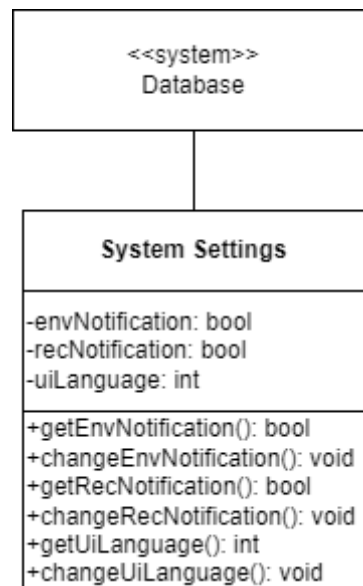 <<system>>
Database
System Settings
-envNotification: bool
-recNotification: bool
-uiLanguage: int
+getEnvNotification(): bool
+changeEnvNotification(): void
+getRecNotification(): bool
+changeRecNotification(): void
+getUiLanguage(): int
+changeUiLanguage(): void